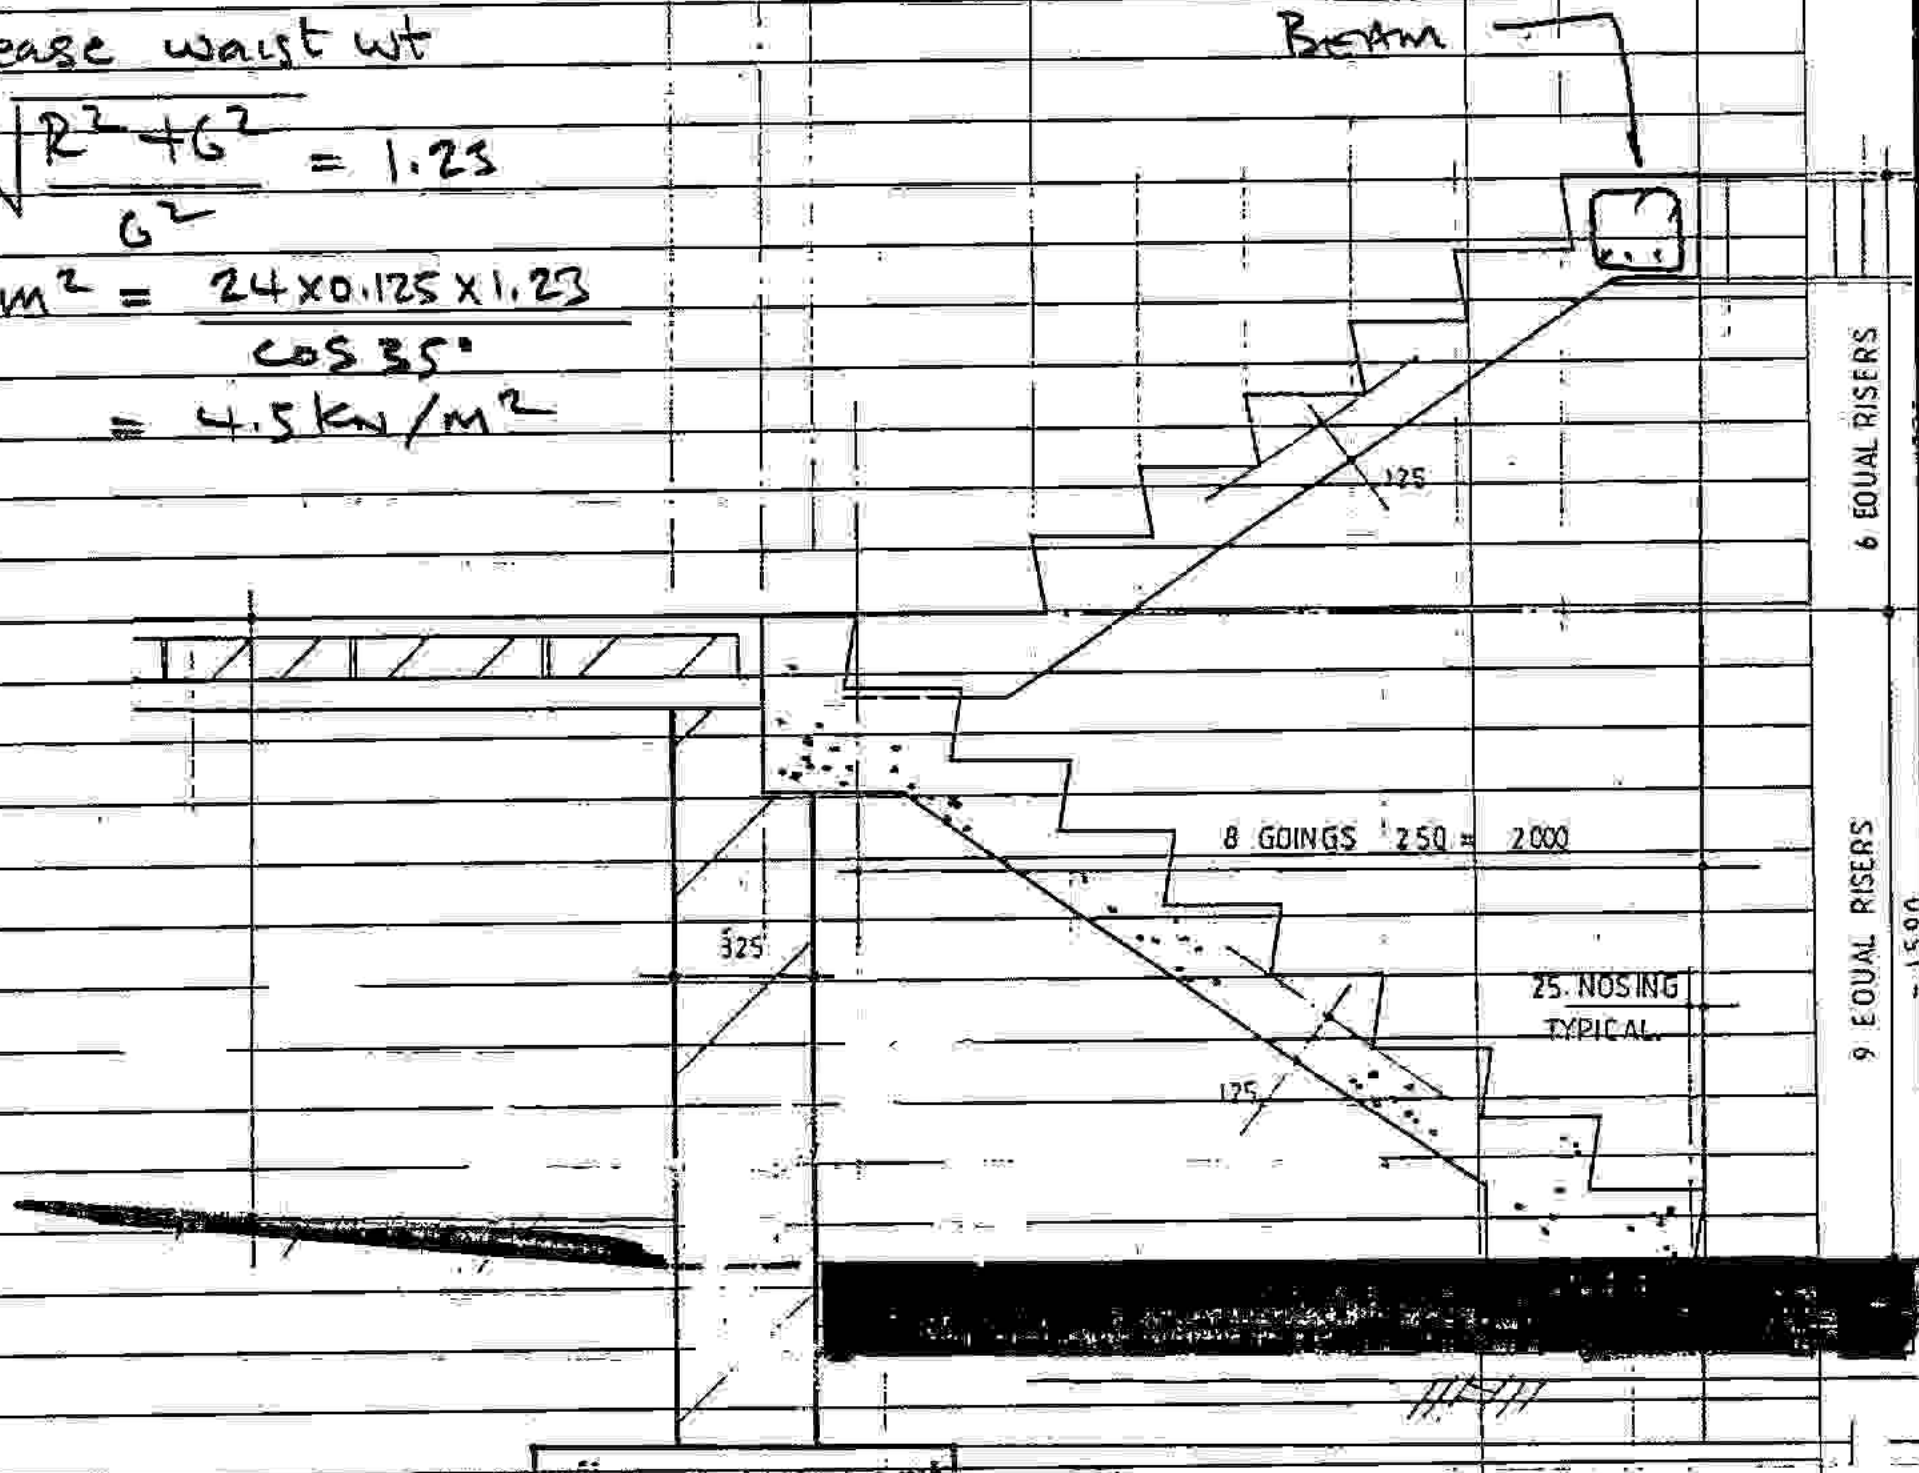 ease waist wt
√ R² + G² = 1.23
G²
m² = 24 x 0.125 x 1.23
cos 35°
= 4.5 KN/m²
BEAM
125
6 EQUAL RISERS
8 GOINGS 250 = 2000
325
25 NOSING
TYPICAL
125
9 EQUAL RISERS